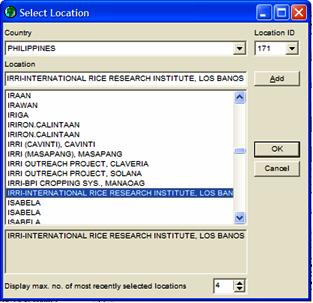 Select Location
Country
Location ID
PHILIPPINES
171
Location
IRRI-INTERNATIONAL RICE RESEARCH INSTITUTE, LOS BANOS
Add
IRAAN
IRAWAN
IRIGA
IRIRON.CALINTAAN
IRIRON.CALINTAAN
IRRI (CAVINTI), CAVINTI
IRRI (MASAPANG), MASAPANG
IRRI OUTREACH PROJECT, CLAVERIA
IRRI OUTREACH PROJECT, SOLANA
IRRI-BPI CROPPING SYS., MANAOAG
IRRI-INTERNATIONAL RICE RESEARCH INSTITUTE, LOS BAN
ISABELA
ISABELA
ISABELA
ISABELA
OK
Cancel
IRRI-INTERNATIONAL RICE RESEARCH INSTITUTE, LOS BANOS
Display max. no. of most recently selected locations
4